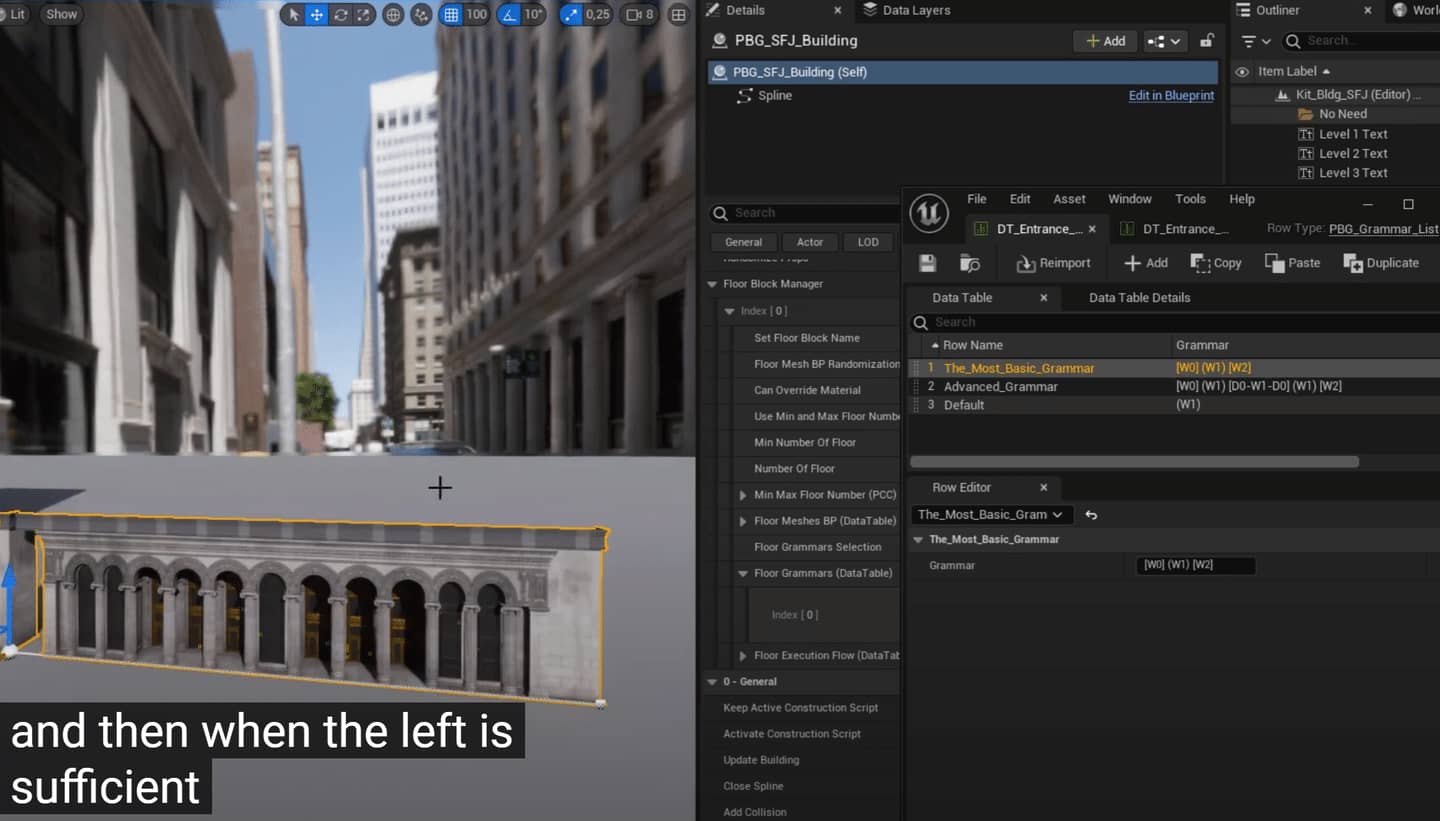 Lit Show
100 10° 0,25 8
Details
Data Layers
Outliner
Worl
PBG_SFJ_Building
Add
Search...
PBG_SFJ_Building (Self)
Item Label
Spline
Edit in Blueprint
Kit_Bldg_SFJ (Editor) ...
No Need
Level 1 Text
Level 2 Text
Level 3 Text
File Edit Asset Window Tools Help
Search
DT_Entrance_...
DT_Entrance_...
Row Type: PBG_Grammar_List
General Actor LOD
Randomize Props
Reimport Add Copy Paste Duplicate
Floor Block Manager
Index [ 0 ]
Set Floor Block Name
Floor Mesh BP Randomization
Can Override Material
Use Min and Max Floor Numbe
Min Number Of Floor
Number Of Floor
Min Max Floor Number (PCC)
Floor Meshes BP (DataTable)
Floor Grammars Selection
Floor Grammars (DataTable)
Index [ 0 ]
Floor Execution Flow (DataTab
0 - General
Keep Active Construction Script
Activate Construction Script
Update Building
Close Spline
Add Collision
Data Table
Data Table Details
Search
Row Name Grammar
1 The_Most_Basic_Grammar [W0] (W1) [W2]
2 Advanced_Grammar [W0] (W1) [D0-W1-D0] (W1) [W2]
3 Default (W1)
Row Editor
The_Most_Basic_Gram
The_Most_Basic_Grammar
Grammar [W0] (W1) [W2]
and then when the left is
sufficient